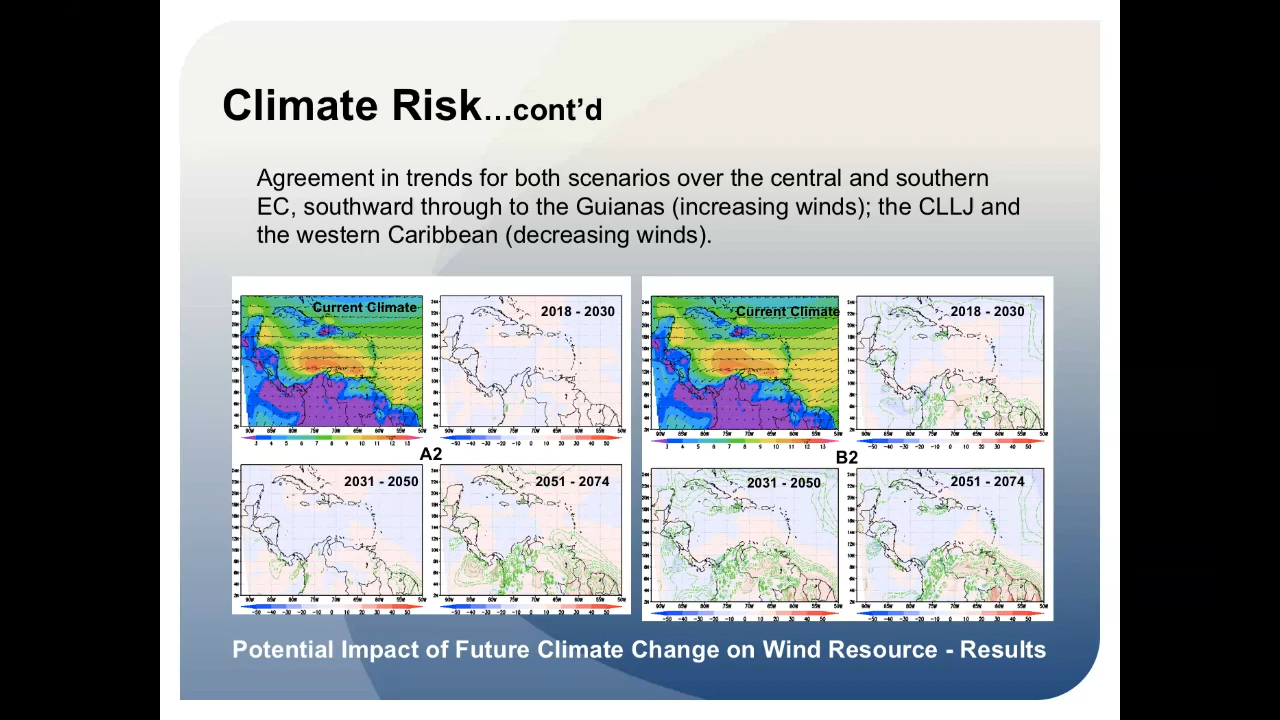 Climate Risk…cont’d
Agreement in trends for both scenarios over the central and southern
EC, southward through to the Guianas (increasing winds); the CLLJ and
the western Caribbean (decreasing winds).
Current Climate
2018 - 2030
Current Climate
2018 - 2030
A2
B2
2031 - 2050
2051 - 2074
2031 - 2050
2051 - 2074
Potential Impact of Future Climate Change on Wind Resource - Results